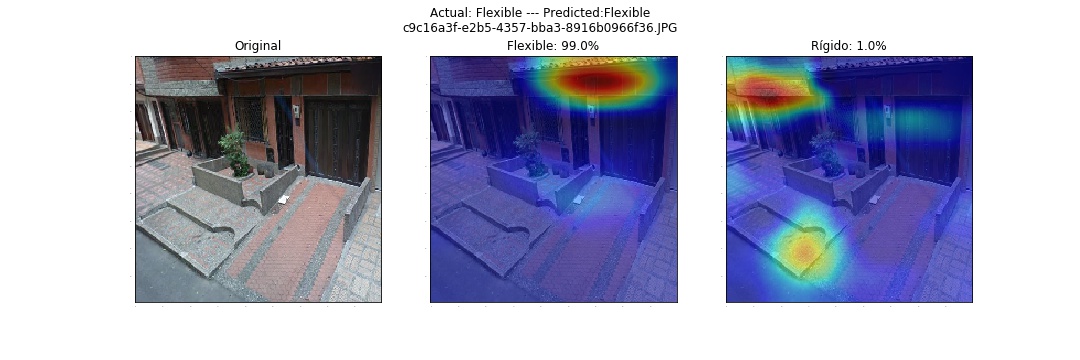 Actual: Flexible --- Predicted:Flexible
c9c16a3f-e2b5-4357-bba3-8916b0966f36.JPG
Original
Flexible: 99.0%
Rígido: 1.0%